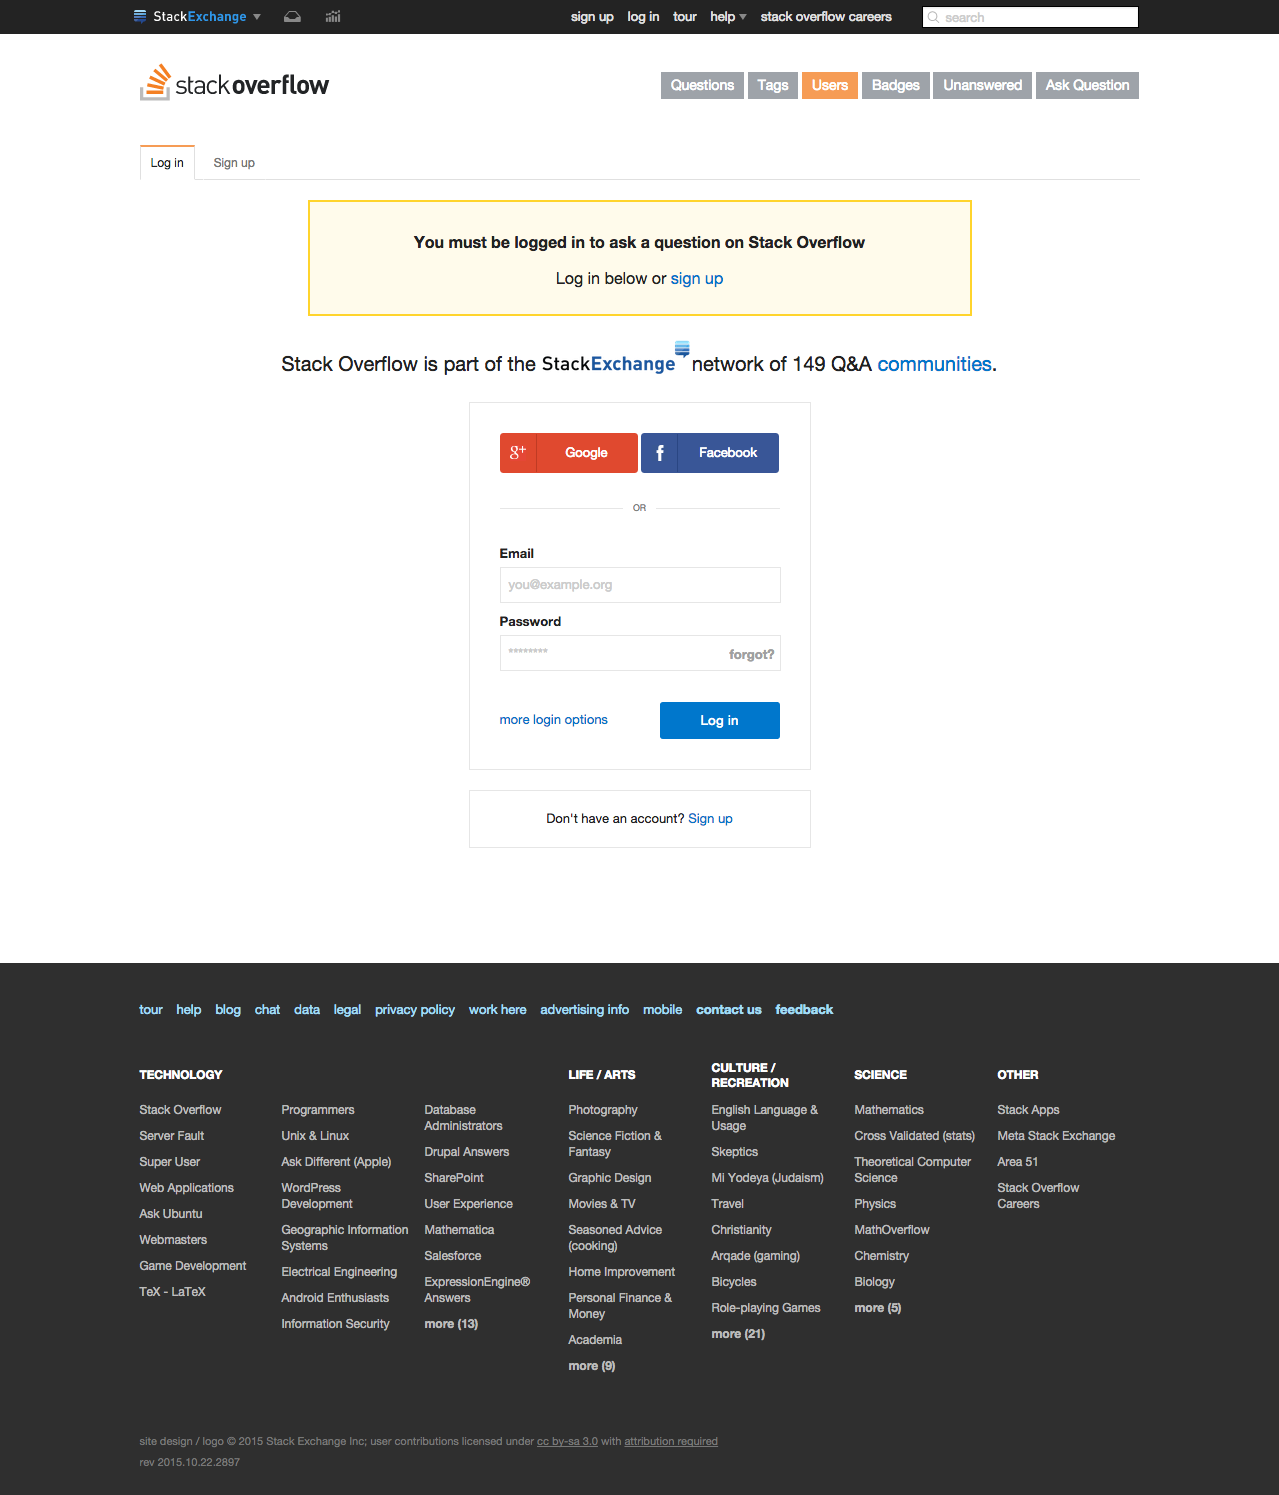 StackExchange
sign up log in tour help stack overflow careers search
stackoverflow
Questions Tags Users Badges Unanswered Ask Question
Log in Sign up
You must be logged in to ask a question on Stack Overflow
Log in below or sign up
Stack Overflow is part of the StackExchange network of 149 Q&A communities.
g+ Google f Facebook
OR
Email
you@example.org
Password
******** forgot?
more login options Log in
Don't have an account? Sign up
tour help blog chat data legal privacy policy work here advertising info mobile contact us feedback
TECHNOLOGY
Stack Overflow
Server Fault
Super User
Web Applications
Ask Ubuntu
Webmasters
Game Development
TeX - LaTeX
Programmers
Unix & Linux
Ask Different (Apple)
WordPress
Development
Geographic Information
Systems
Electrical Engineering
Android Enthusiasts
Information Security
Database
Administrators
Drupal Answers
SharePoint
User Experience
Mathematica
Salesforce
ExpressionEngine®
Answers
more (13)
LIFE / ARTS
Photography
Science Fiction &
Fantasy
Graphic Design
Movies & TV
Seasoned Advice
(cooking)
Home Improvement
Personal Finance &
Money
Academia
more (9)
CULTURE /
RECREATION
English Language &
Usage
Skeptics
Mi Yodeya (Judaism)
Travel
Christianity
Arqade (gaming)
Bicycles
Role-playing Games
more (21)
SCIENCE
Mathematics
Cross Validated (stats)
Theoretical Computer
Science
Physics
MathOverflow
Chemistry
Biology
more (5)
OTHER
Stack Apps
Meta Stack Exchange
Area 51
Stack Overflow
Careers
site design / logo © 2015 Stack Exchange Inc; user contributions licensed under cc by-sa 3.0 with attribution required
rev 2015.10.22.2897